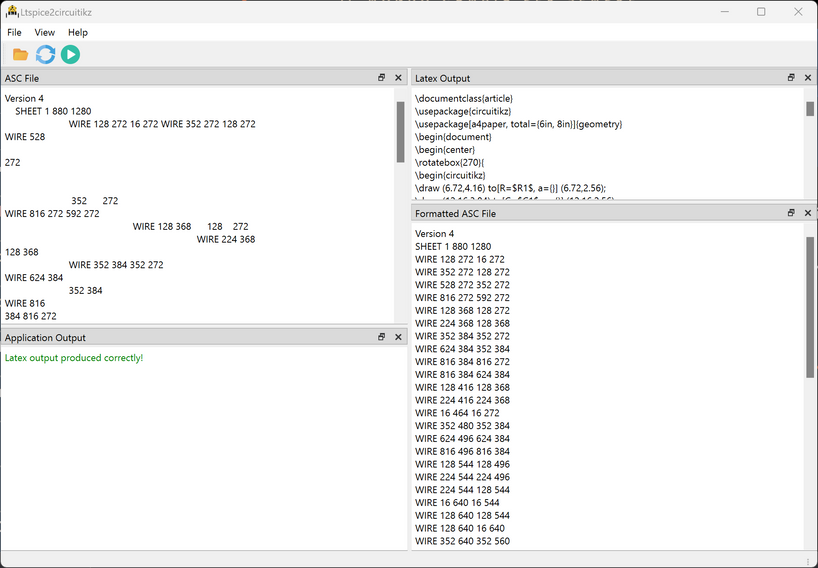 Ltspice2circuitikz
File View Help
ASC File
Version 4
SHEET 1 880 1280
WIRE 128 272 16 272 WIRE 352 272 128 272
WIRE 528
272
352 272
WIRE 816 272 592 272
WIRE 128 368 128 272
WIRE 224 368
128 368
WIRE 352 384 352 272
WIRE 624 384
352 384
WIRE 816
384 816 272
Application Output
Latex output produced correctly!
Latex Output
\documentclass{article}
\usepackage{circuitikz}
\usepackage[a4paper, total={6in, 8in}]{geometry}
\begin{document}
\begin{center}
\rotatebox{270}{
\begin{circuitikz}
\draw (6.72,4.16) to[R=$R1$, a={}] (6.72,2.56);
Formatted ASC File
Version 4
SHEET 1 880 1280
WIRE 128 272 16 272
WIRE 352 272 128 272
WIRE 528 272 352 272
WIRE 816 272 592 272
WIRE 128 368 128 272
WIRE 224 368 128 368
WIRE 352 384 352 272
WIRE 624 384 352 384
WIRE 816 384 816 272
WIRE 816 384 624 384
WIRE 128 416 128 368
WIRE 224 416 224 368
WIRE 16 464 16 272
WIRE 352 480 352 384
WIRE 624 496 624 384
WIRE 816 496 816 384
WIRE 128 544 128 496
WIRE 224 544 224 496
WIRE 224 544 128 544
WIRE 16 640 16 544
WIRE 128 640 128 544
WIRE 128 640 16 640
WIRE 352 640 352 560